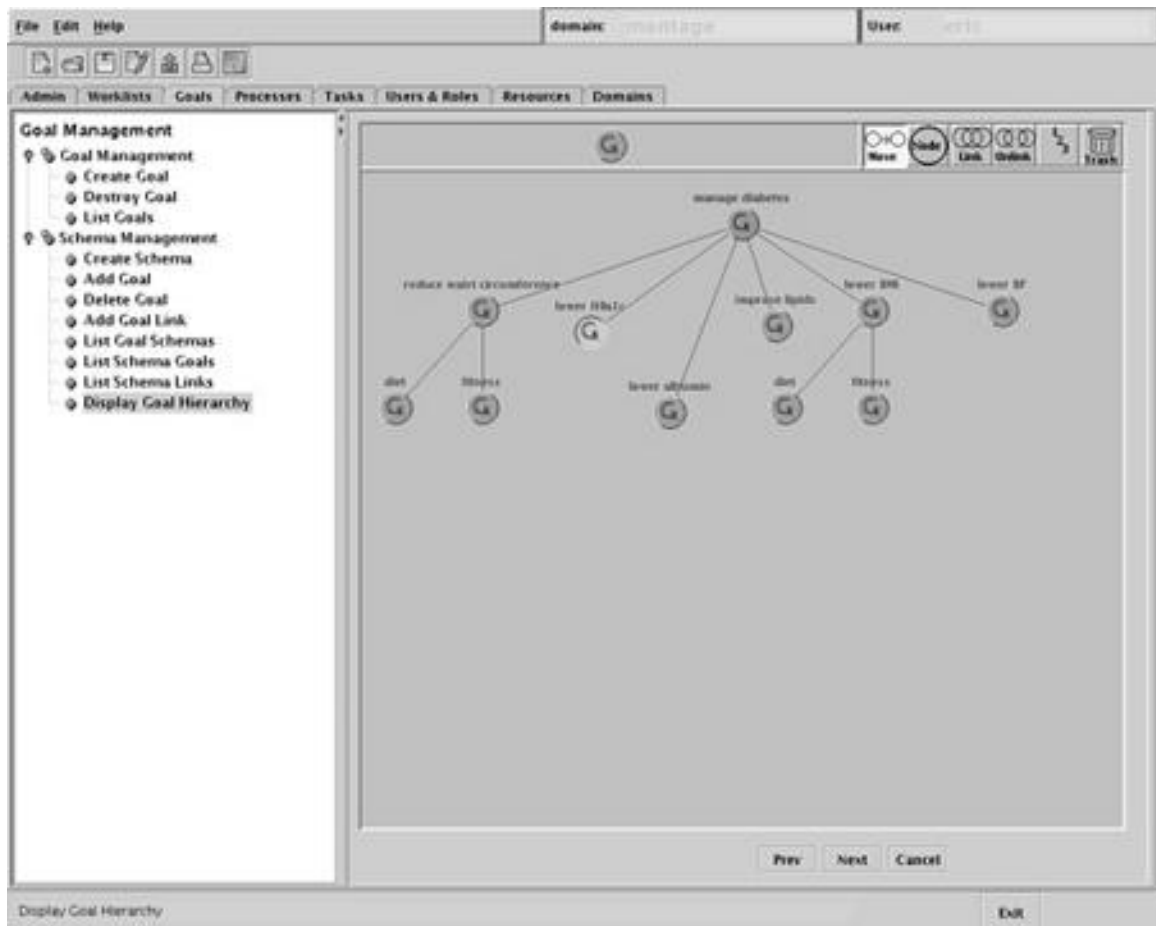 File Edit Help domain: User:
Admin Worklists Goals Processes Tasks Users & Roles Resources Domains
Goal Management
Goal Management
Create Goal
Destroy Goal
List Goals
Schema Management
Create Schema
Add Goal
Delete Goal
Add Goal Link
List Goal Schemas
List Schema Goals
List Schema Links
Display Goal Hierarchy
G Move Node Link Unlink Trash
manage diabetes
G
reduce waist circumference lower HbA1c improve lipids lower BMI lower BP
G G G G G
diet fitness lower albumin diet fitness
G G G G G
Prev Next Cancel
Display Goal Hierarchy Exit